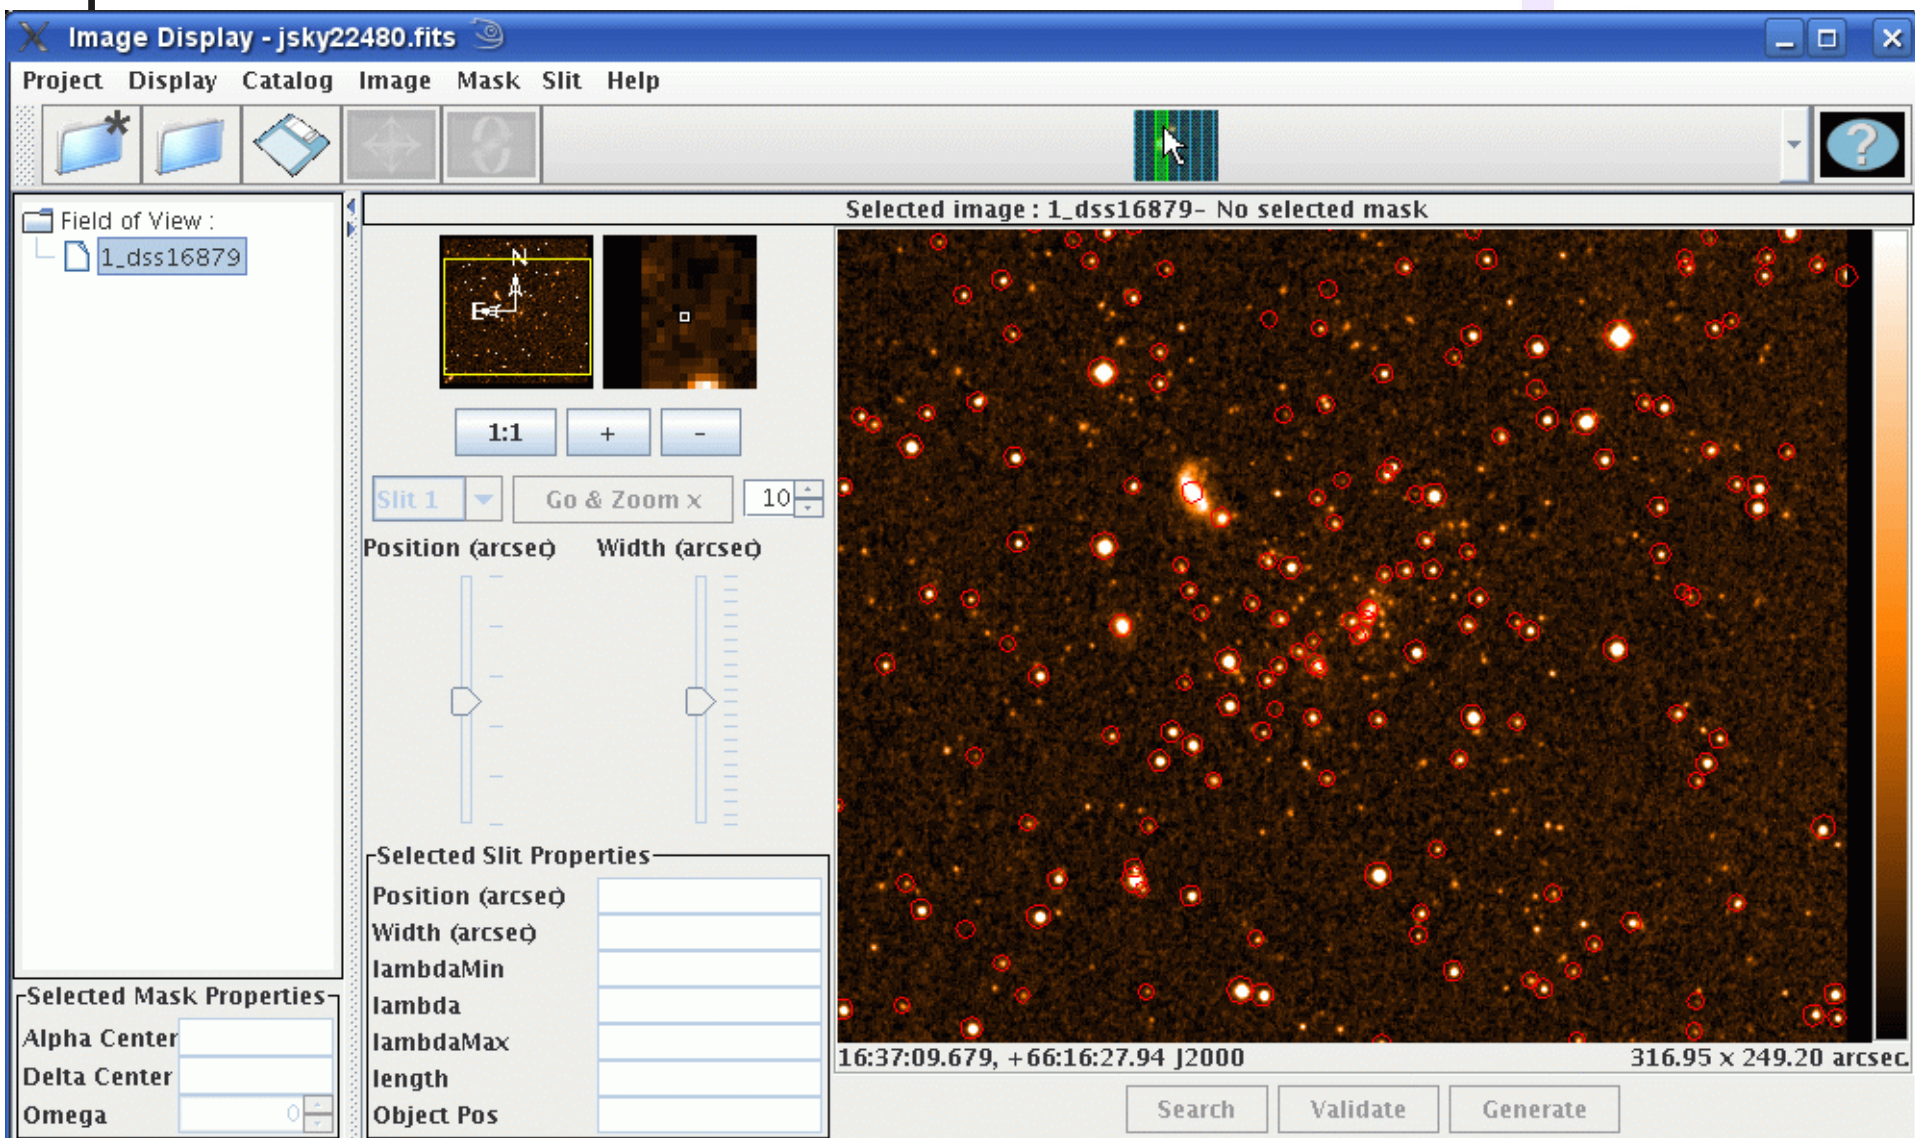 Image Display - jsky22480.fits
Project Display Catalog Image Mask Slit Help
Field of View :
1_dss16879
Selected image : 1_dss16879- No selected mask
N
E
1:1 + -
Slit 1 Go & Zoom x 10
Position (arcsec) Width (arcsec)
Selected Slit Properties
Position (arcsec)
Width (arcsec)
lambdaMin
lambda
lambdaMax
length
Object Pos
Selected Mask Properties
Alpha Center
Delta Center
Omega 0
16:37:09.679, +66:16:27.94 J2000 316.95 x 249.20 arcsec.
Search Validate Generate